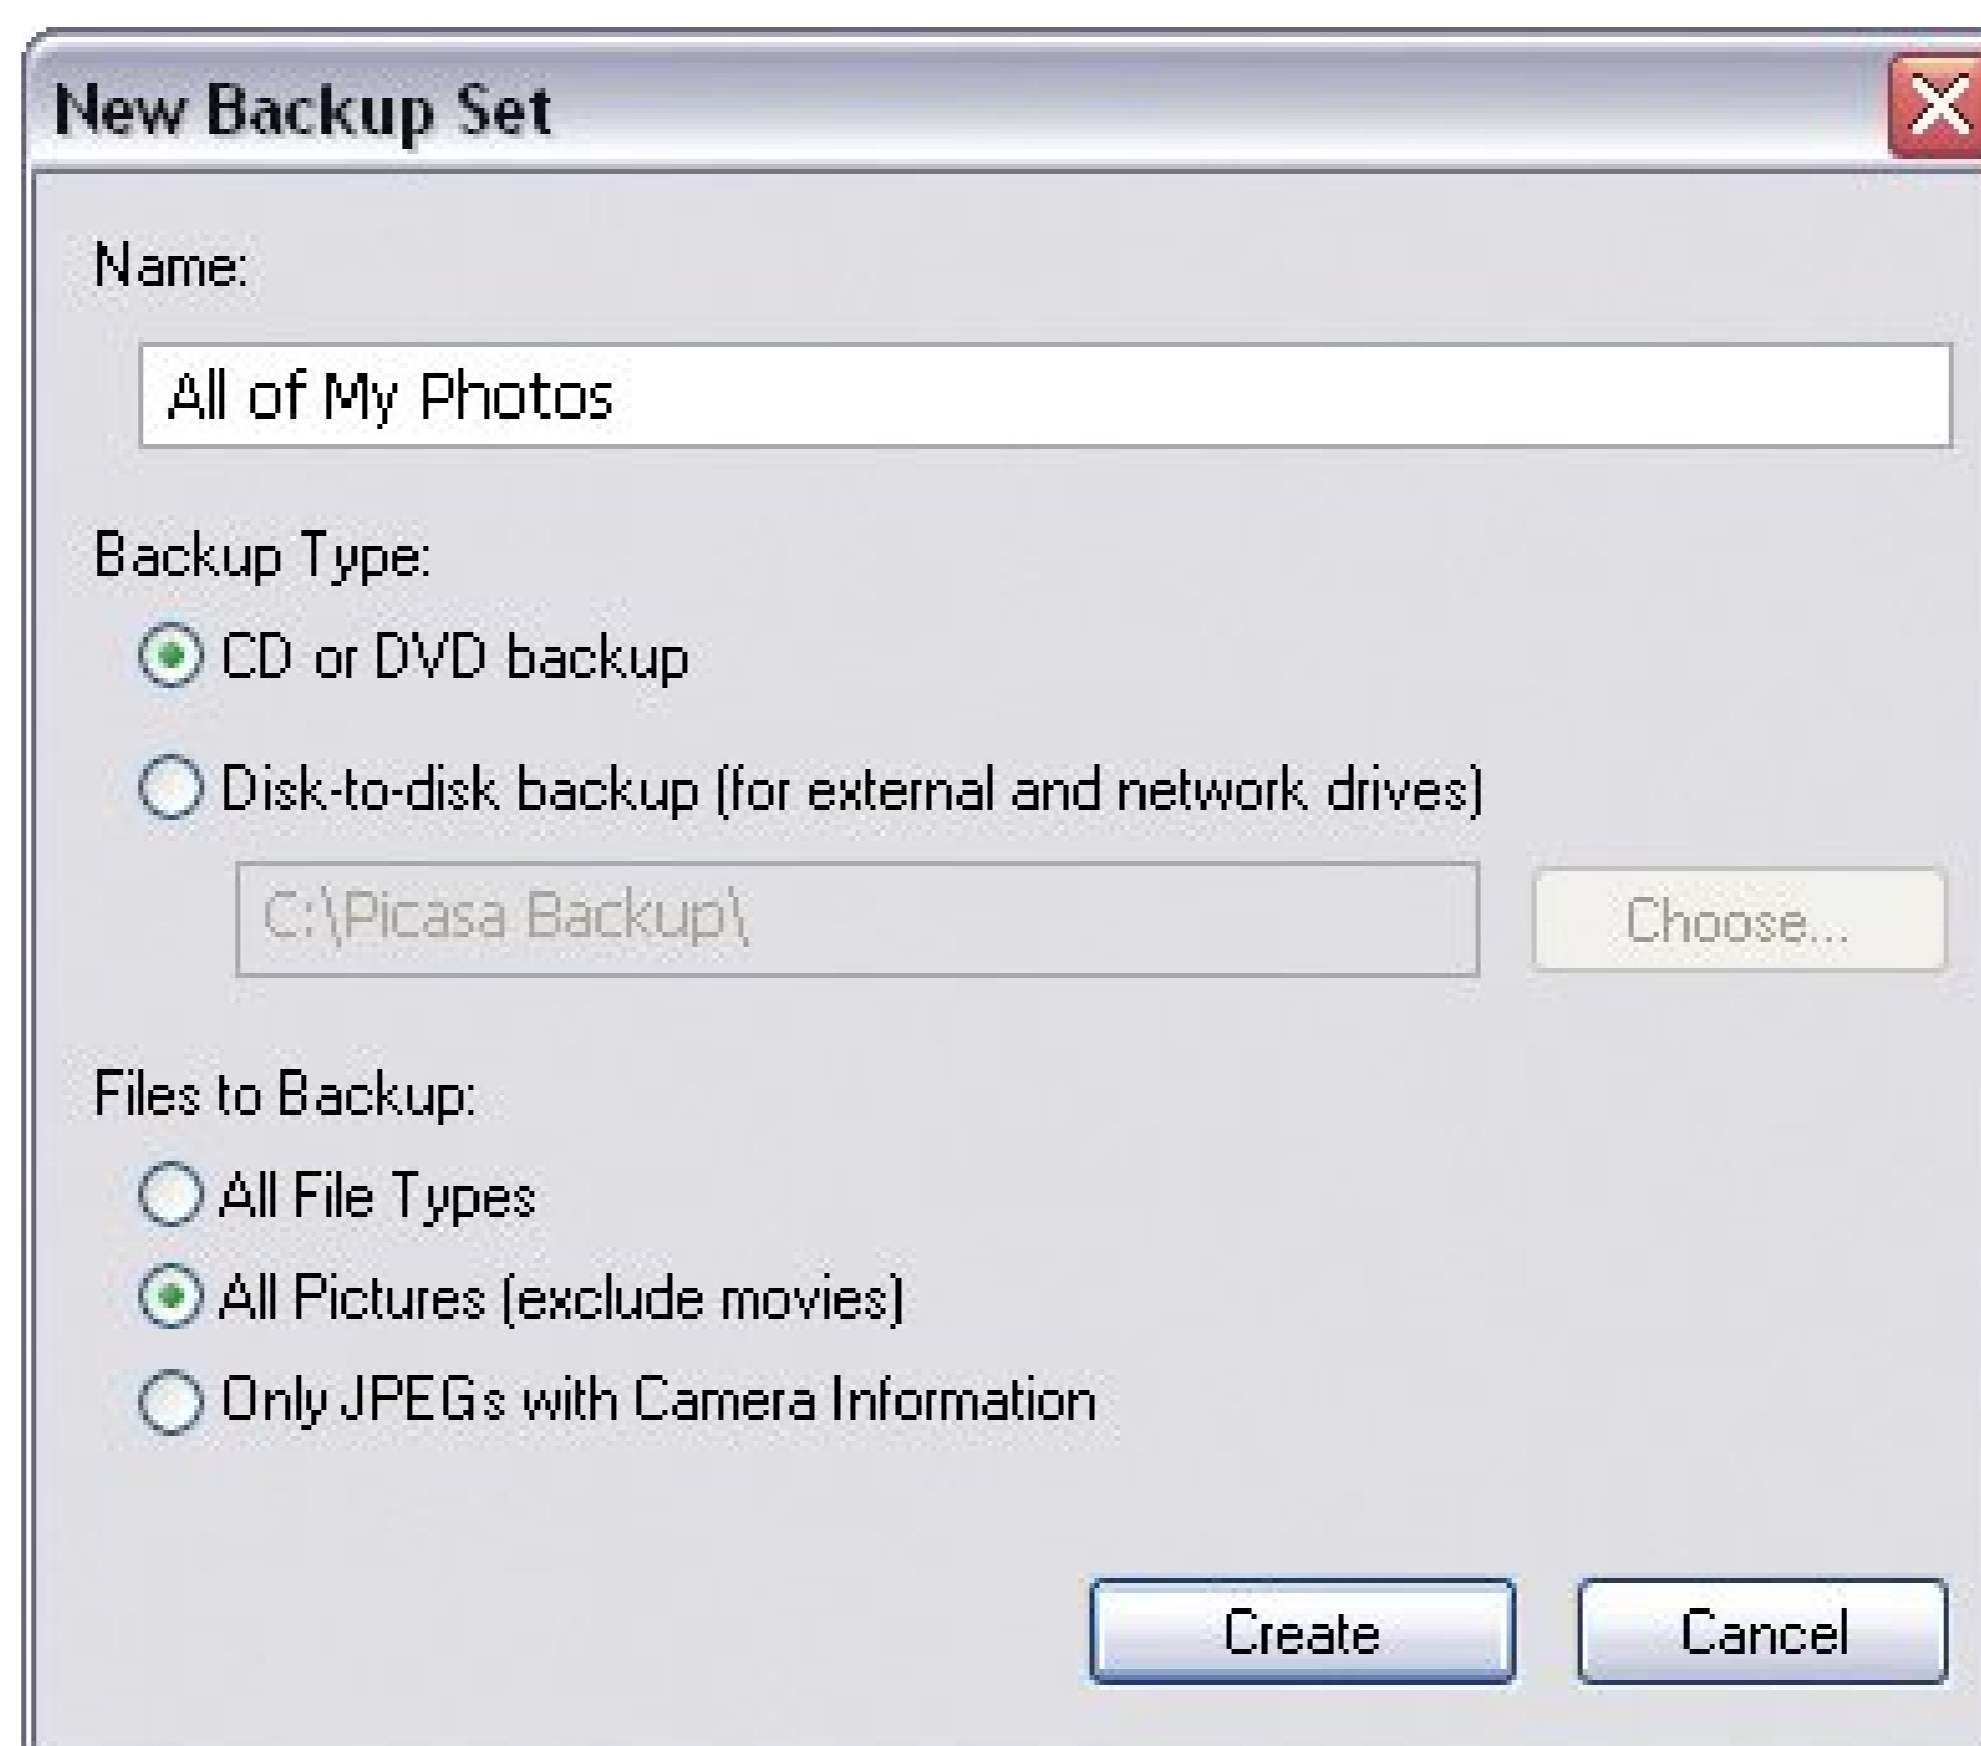 New Backup Set
Name:
All of My Photos
Backup Type:
CD or DVD backup
Disk-to-disk backup (for external and network drives)
C:\Picasa Backup\
Choose...
Files to Backup:
All File Types
All Pictures (exclude movies)
Only JPEGs with Camera Information
Create
Cancel